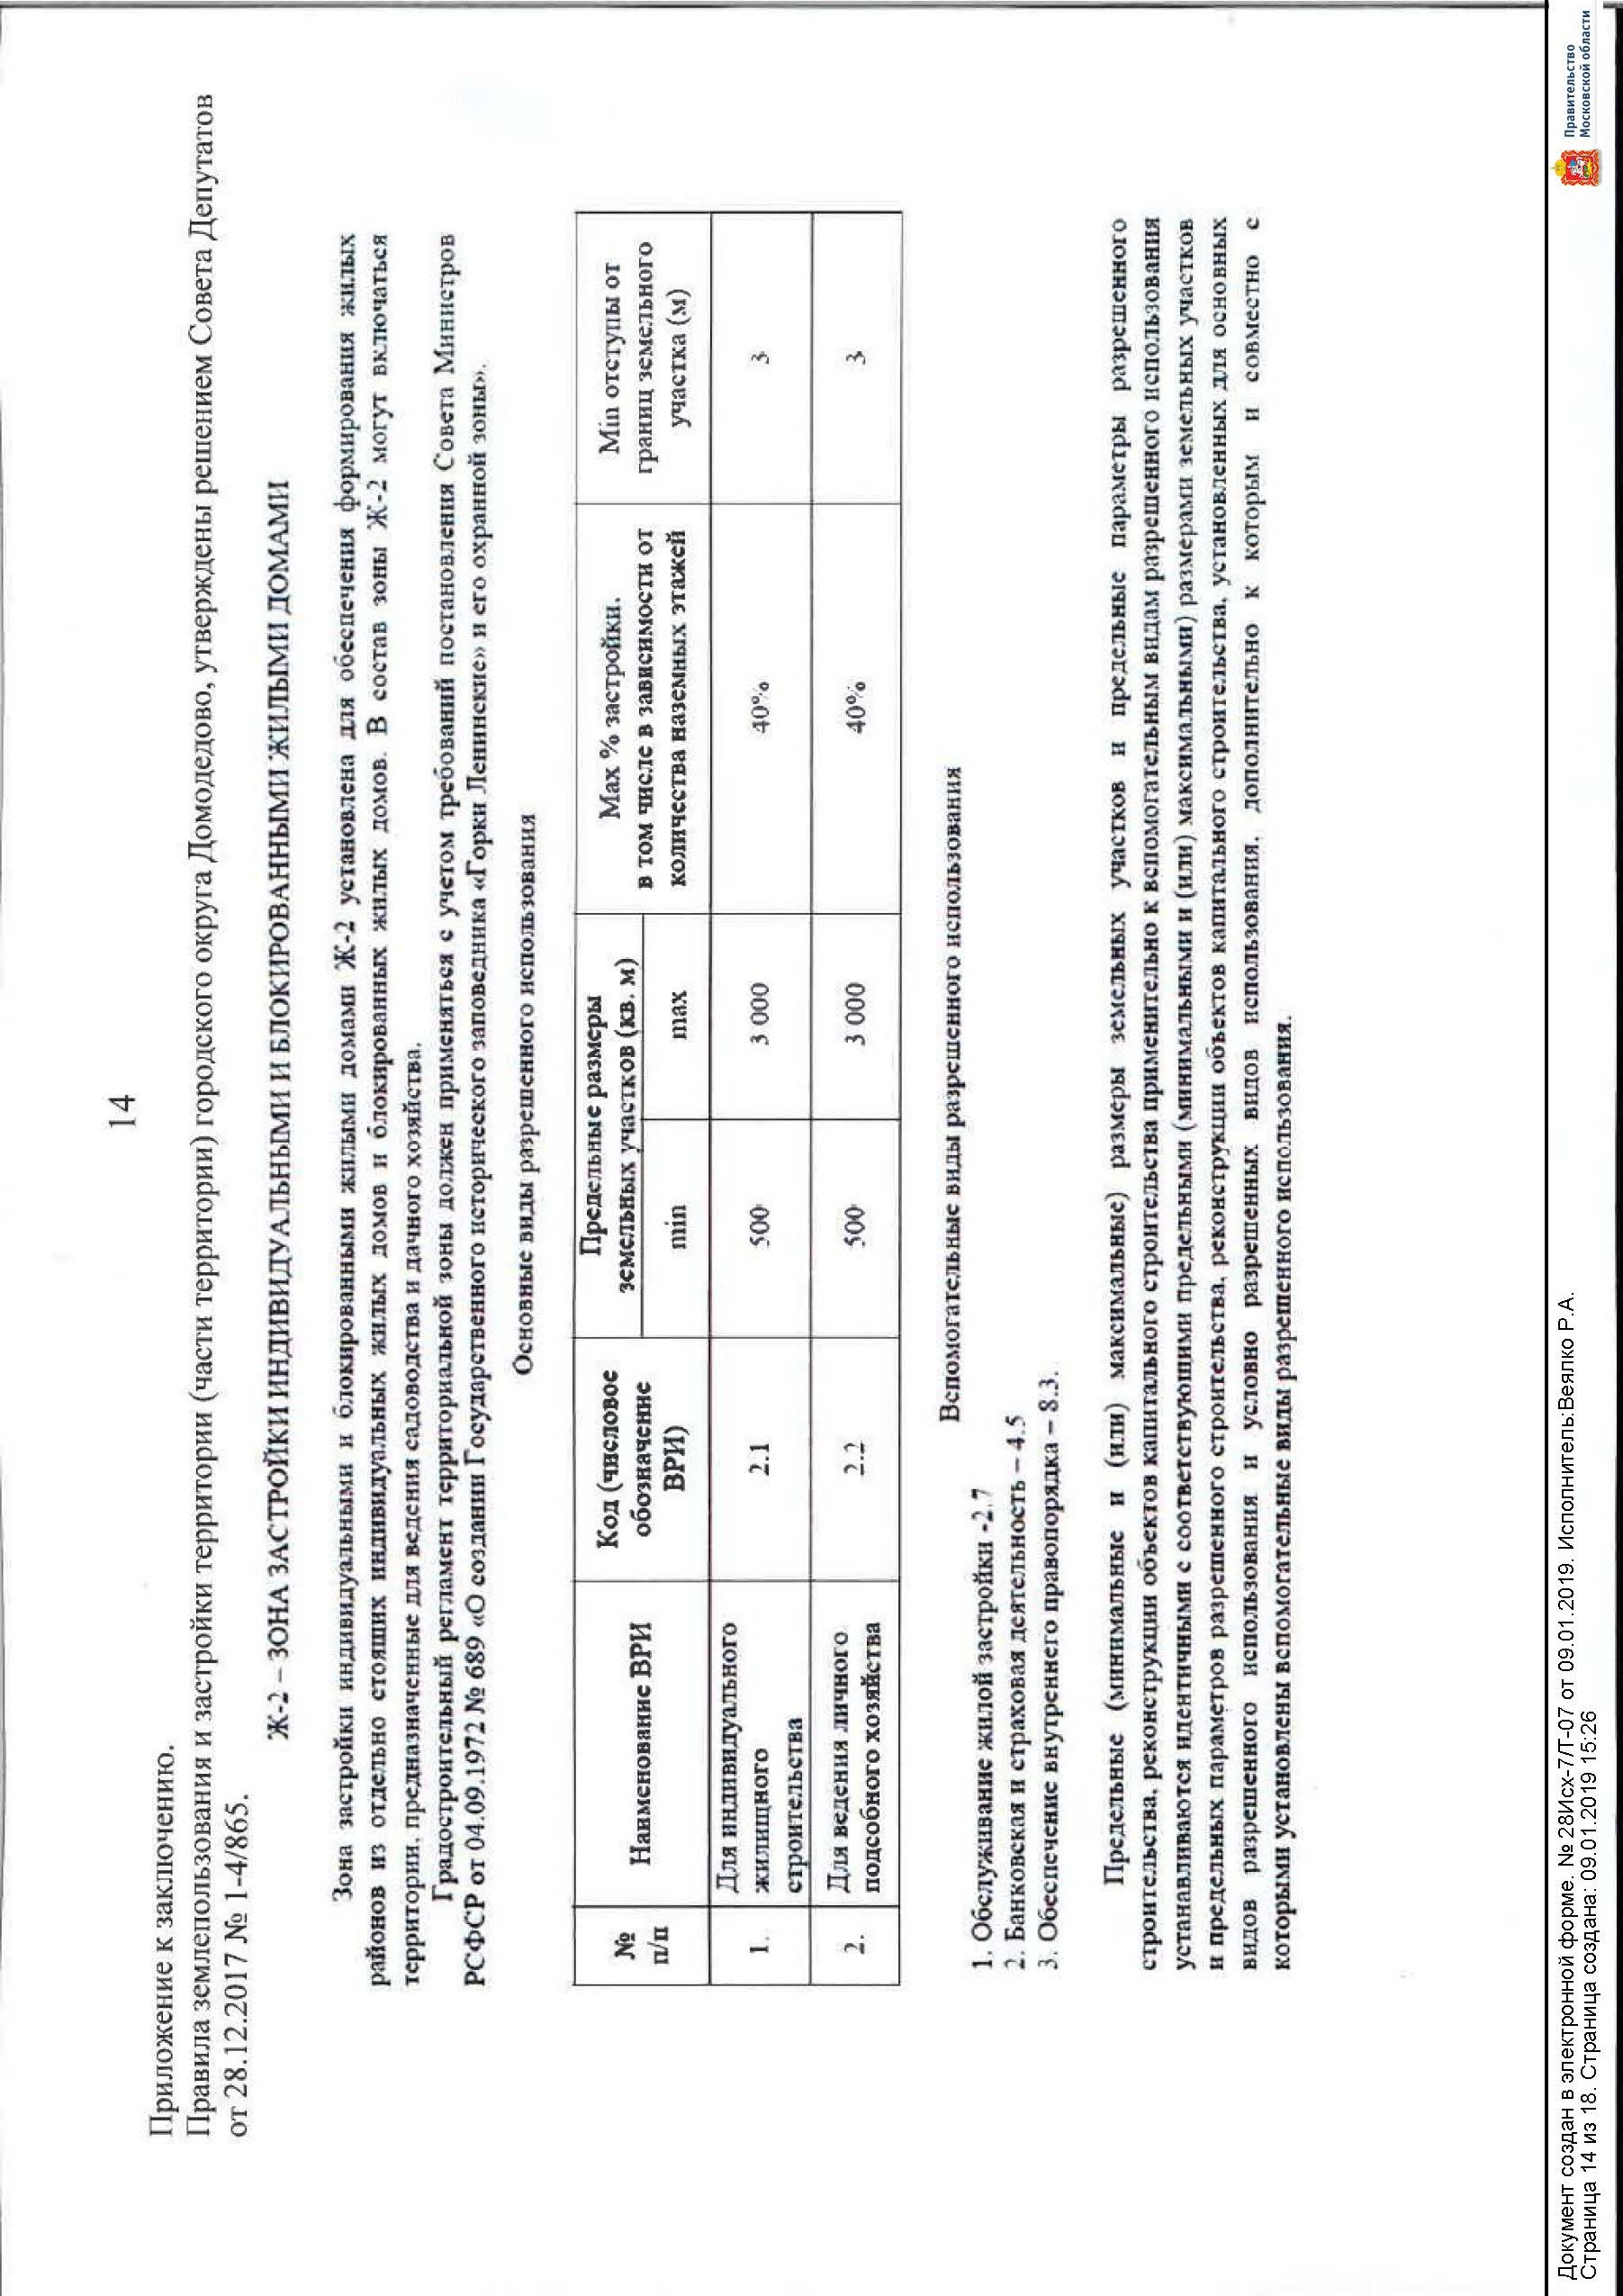 14
Приложение к заключению.
Правила землепользования и застройки территории (части территории) городского округа Домодедово, утверждены решением Совета Депутатов
от 28.12.2017 № 1-4/865.
Ж-2 – ЗОНА ЗАСТРОЙКИ ИНДИВИДУАЛЬНЫМИ И БЛОКИРОВАННЫМИ ЖИЛЫМИ ДОМАМИ
Зона застройки индивидуальными и блокированными жилыми домами Ж-2 установлена для обеспечения формирования жилых
районов из отдельно стоящих индивидуальных жилых домов и блокированных жилых домов. В состав зоны Ж-2 могут включаться
территории, предназначенные для ведения садоводства и дачного хозяйства.
Градостроительный регламент территориальной зоны должен применяться с учетом требований постановления Совета Министров
РСФСР от 04.09.1972 № 689 «О создании Государственного исторического заповедника «Горки Ленинские» и его охранной зоны».
Основные виды разрешенного использования
№
п/п
Наименование ВРИ
Код (числовое
обозначение
ВРИ)
Предельные размеры
земельных участков (кв. м)
min
max
Max % застройки.
в том числе в зависимости от
количества наземных этажей
Min отступы от
границ земельного
участка (м)
1.
Для индивидуального
жилищного
строительства
2.1
500
3 000
40%
3
2.
Для ведения личного
подсобного хозяйства
2.2
500
3 000
40%
3
Вспомогательные виды разрешенного использования
1. Обслуживание жилой застройки -2.7
2. Банковская и страховая деятельность – 4.5
3. Обеспечение внутреннего правопорядка – 8.3.
Предельные (минимальные и (или) максимальные) размеры земельных участков и предельные параметры разрешенного
строительства, реконструкции объектов капитального строительства применительно к вспомогательным видам разрешенного использования
устанавливаются идентичными с соответствующими предельными (минимальными и (или) максимальными) размерами земельных участков
и предельных параметров разрешенного строительства, реконструкции объектов капитального строительства, установленных для основных
видов разрешенного использования и условно разрешенных видов использования, дополнительно к которым и совместно с
которыми установлены вспомогательные виды разрешенного использования.
Документ создан в электронной форме. № 28Исх-7/Т-07 от 09.01.2019. Исполнитель:Веялко Р.А.
Страница 14 из 18. Страница создана: 09.01.2019 15:26
Правительство
Московской области